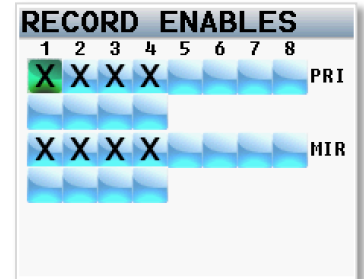 RECORD ENABLES
1 2 3 4 5 6 7 8
X X X X PRI
X X X X MIR